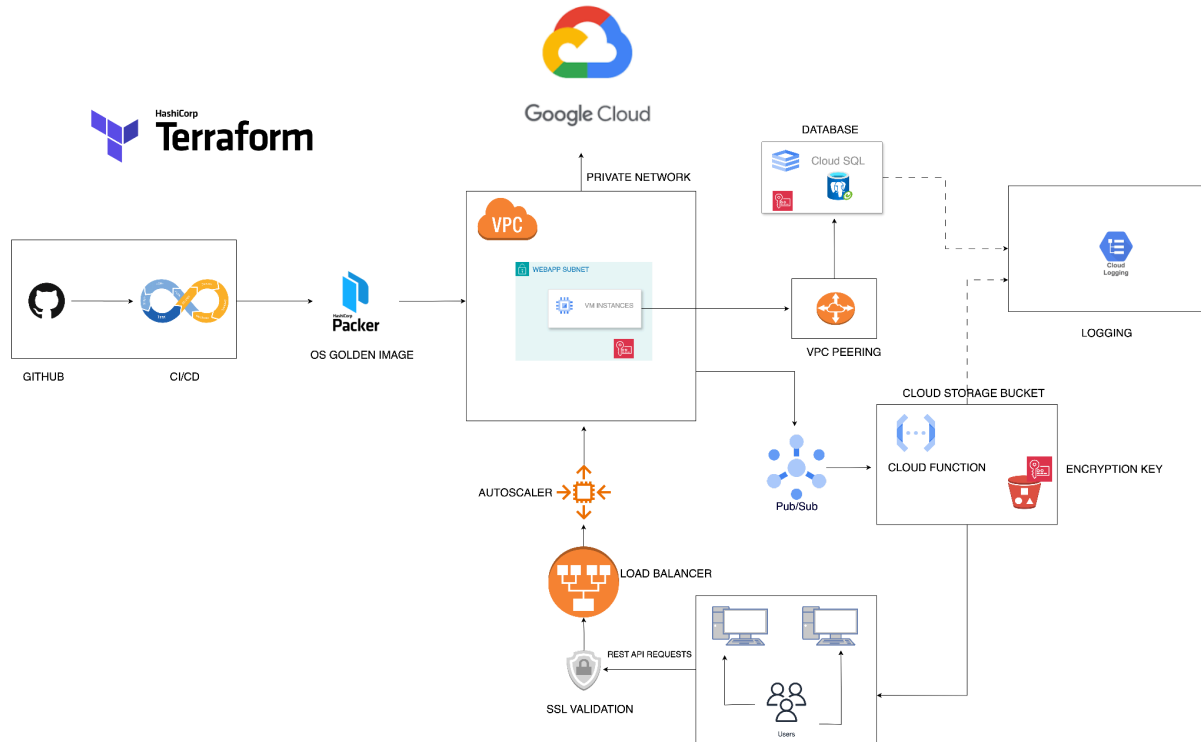 Google Cloud
HashiCorp
Terraform
DATABASE
Cloud SQL
PRIVATE NETWORK
VPC
WEBAPP SUBNET
VM INSTANCES
Cloud
Logging
LOGGING
HashiCorp
Packer
OS GOLDEN IMAGE
GITHUB
CI/CD
VPC PEERING
CLOUD STORAGE BUCKET
CLOUD FUNCTION
ENCRYPTION KEY
AUTOSCALER
Pub/Sub
LOAD BALANCER
REST API REQUESTS
SSL VALIDATION
Users